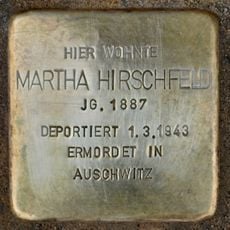 HIER WOHNTE
MARTHA HIRSCHFELD
JG. 1887
DEPORTIERT 1.3.1943
ERMORDET IN
AUSCHWITZ